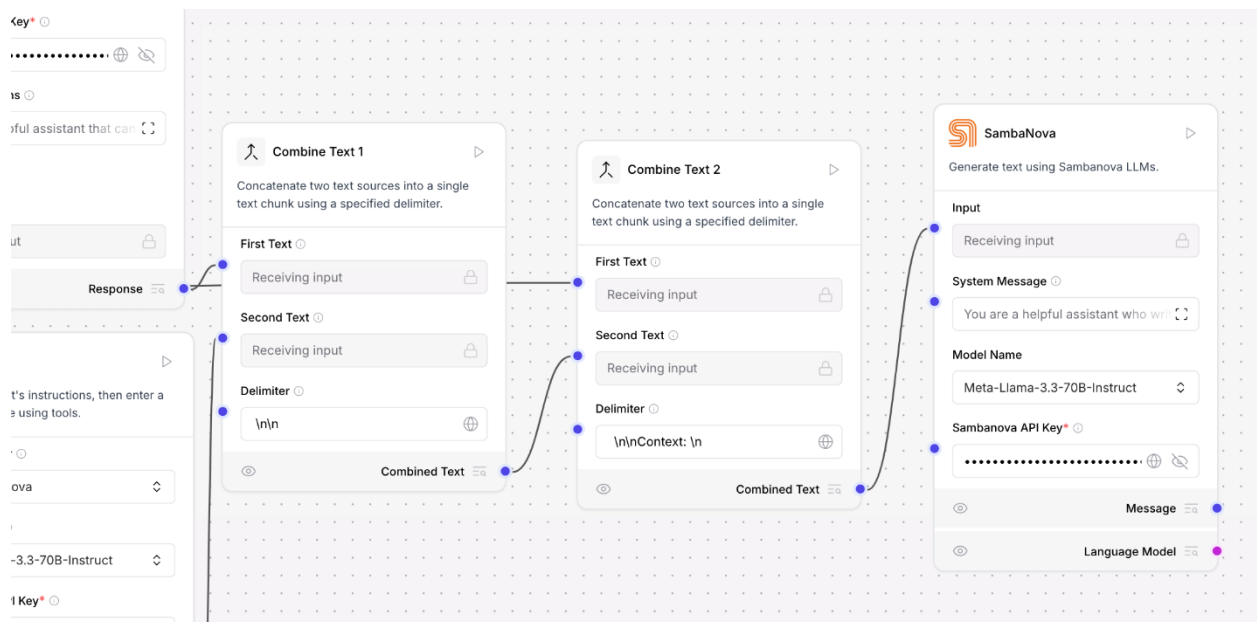 Key*
ns
pful assistant that can
ut
Response
t's instructions, then enter a
e using tools.
ova
-3.3-70B-Instruct
I Key*
Combine Text 1
Concatenate two text sources into a single
text chunk using a specified delimiter.
First Text
Receiving input
Second Text
Receiving input
Delimiter
\n\n
Combined Text
Combine Text 2
Concatenate two text sources into a single
text chunk using a specified delimiter.
First Text
Receiving input
Second Text
Receiving input
Delimiter
\n\nContext: \n
Combined Text
SambaNova
Generate text using Sambanova LLMs.
Input
Receiving input
System Message
You are a helpful assistant who wri
Model Name
Meta-Llama-3.3-70B-Instruct
Sambanova API Key*
Message
Language Model